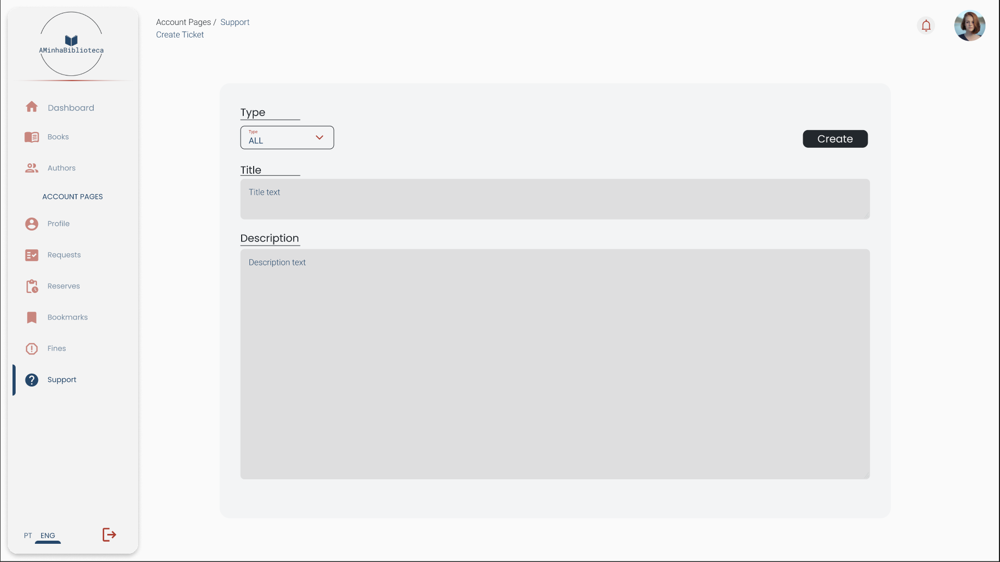 AMinhaBiblioteca
Dashboard
Books
Authors
ACCOUNT PAGES
Profile
Requests
Reserves
Bookmarks
Fines
Support
PT ENG
Account Pages / Support
Create Ticket
Type
Type
ALL
Create
Title
Title text
Description
Description text